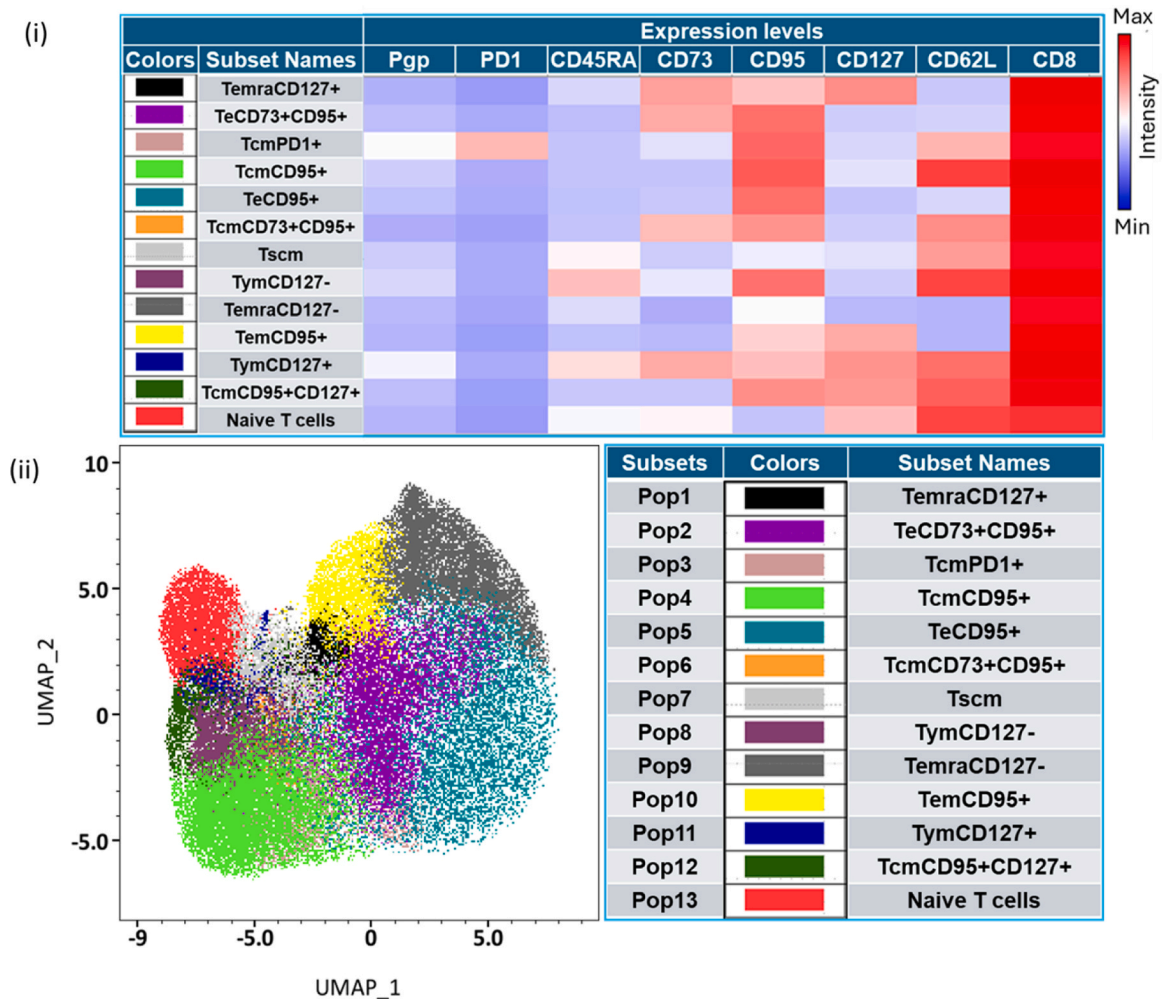 (i)
Expression levels
Colors Subset Names Pgp PD1 CD45RA CD73 CD95 CD127 CD62L CD8
TemraCD127+
TeCD73+CD95+
TcmPD1+
TcmCD95+
TeCD95+
TcmCD73+CD95+
Tscm
TymCD127-
TemraCD127-
TemCD95+
TymCD127+
TcmCD95+CD127+
Naive T cells
Max
Intensity
Min
(ii)
10
5.0
0
-5.0
UMAP_2
-9 -5.0 0 5.0
UMAP_1
Subsets Colors Subset Names
Pop1 TemraCD127+
Pop2 TeCD73+CD95+
Pop3 TcmPD1+
Pop4 TcmCD95+
Pop5 TeCD95+
Pop6 TcmCD73+CD95+
Pop7 Tscm
Pop8 TymCD127-
Pop9 TemraCD127-
Pop10 TemCD95+
Pop11 TymCD127+
Pop12 TcmCD95+CD127+
Pop13 Naive T cells